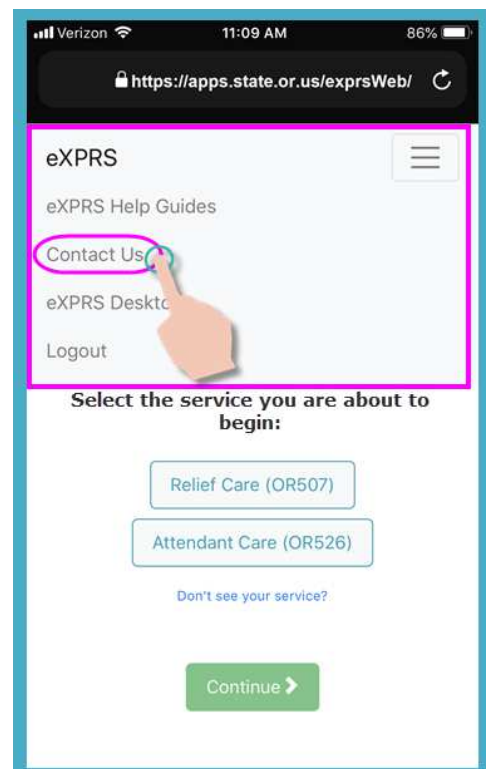 Verizon 11:09 AM 86%
https://apps.state.or.us/exprsWeb/
eXPRS
eXPRS Help Guides
Contact Us
eXPRS
Logout
Select the service you are about to
begin:
Relief Care (OR507)
Attendant Care (OR526)
Don't see your service?
Continue